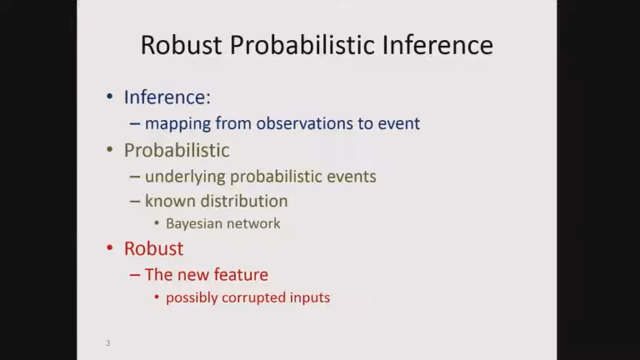 Robust Probabilistic Inference
• Inference:
– mapping from observations to event
• Probabilistic
– underlying probabilistic events
– known distribution
• Bayesian network
• Robust
– The new feature
• possibly corrupted inputs
3